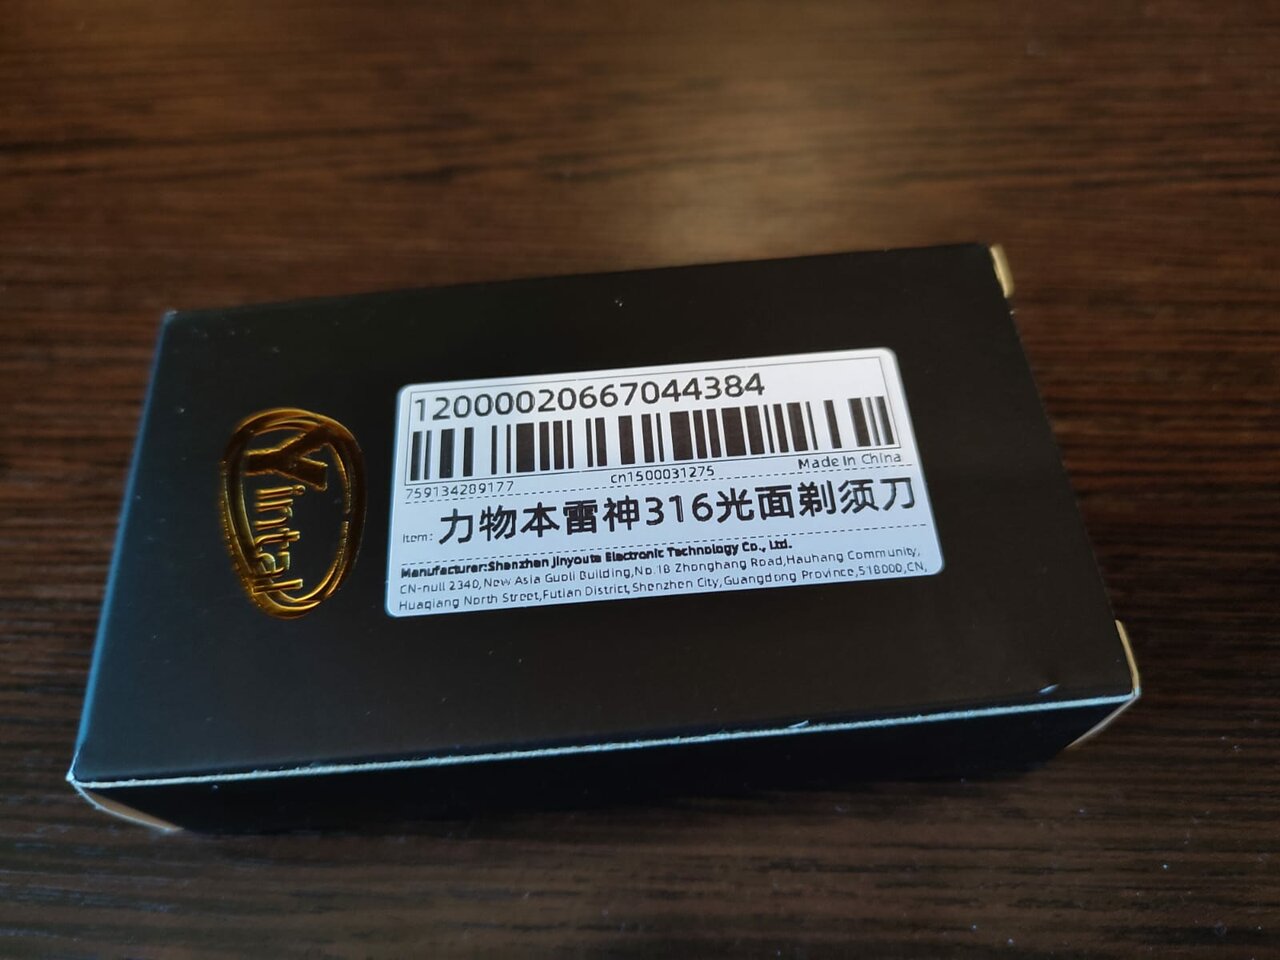 Yintal
12000020667044384
759134289177
cn1500031275
Made In China
Item: 力物本雷神316光面剃须刀
Manufacturer:Shenzhen Jinyoute Electronic Technology Co., Ltd.
CN-null 2340,New Asia Guoli Building,No.18 Zhonghang Road,Hauhang Community,
Huaqiang North Street,Futian District,Shenzhen City,Guangdong Province,518000,CN,